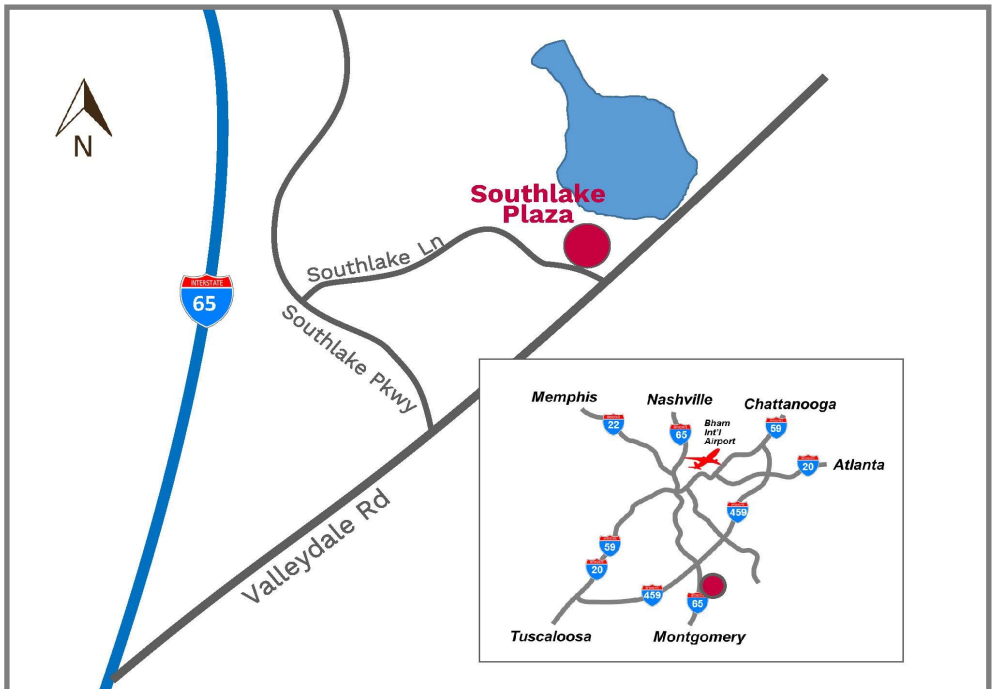 N
Southlake
Plaza
Southlake Ln
INTERSTATE
65
Southlake Pkwy
Valleydale Rd
Memphis
Nashville
Chattanooga
22
65
Bham
Int'l
Airport
59
20
Atlanta
459
59
20
459
65
Tuscaloosa
Montgomery